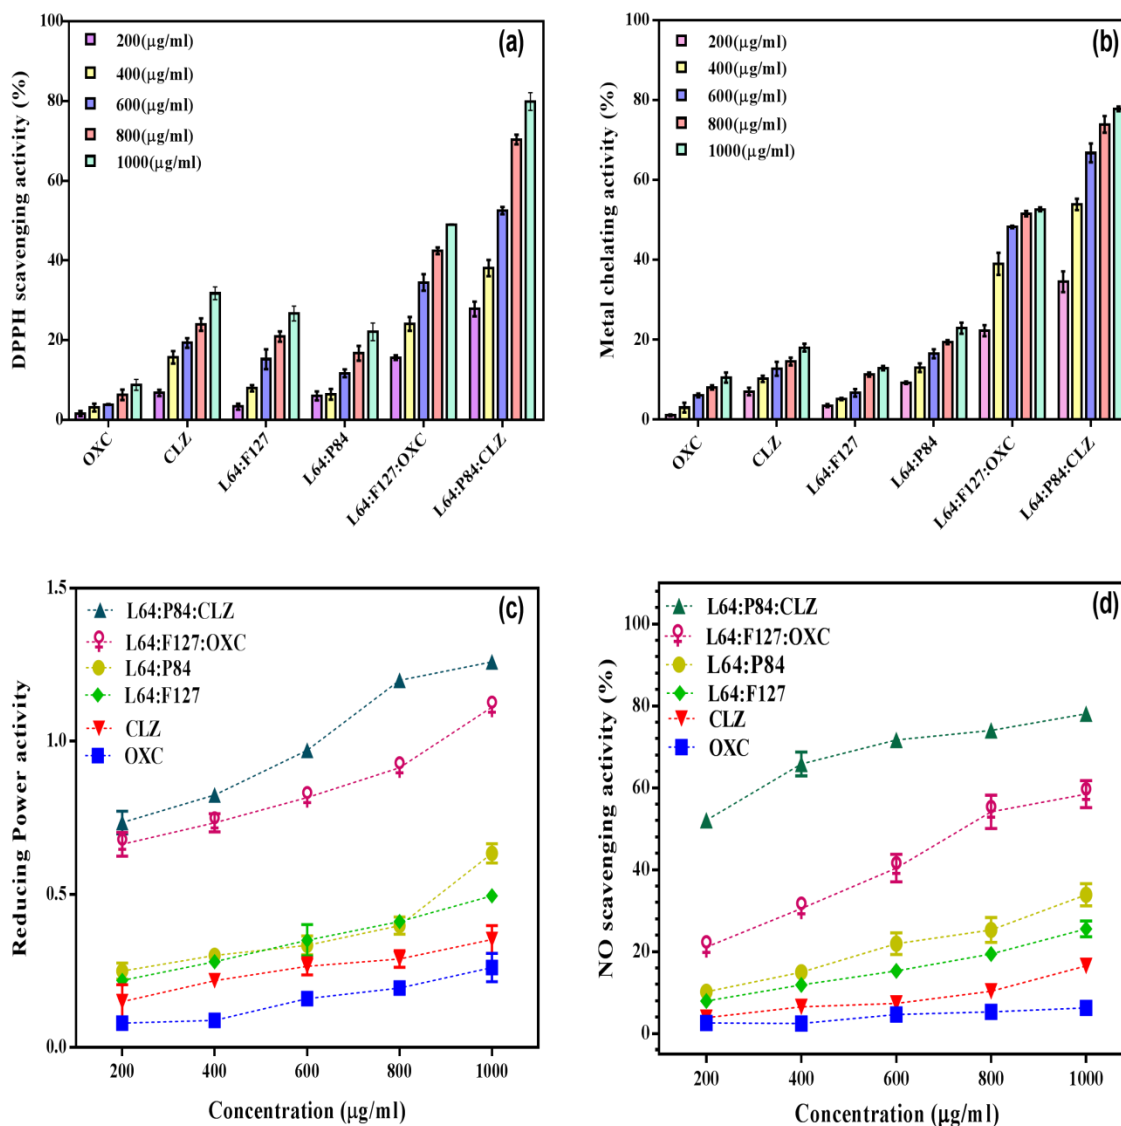 (a)
DPPH scavenging activity (%)
100
80
60
40
20
0
200(μg/ml)
400(μg/ml)
600(μg/ml)
800(μg/ml)
1000(μg/ml)
OXC
CLZ
L64:F127
L64:P84
L64:F127:OXC
L64:P84:CLZ
(b)
Metal chelating activity (%)
100
80
60
40
20
0
200(μg/ml)
400(μg/ml)
600(μg/ml)
800(μg/ml)
1000(μg/ml)
OXC
CLZ
L64:F127
L64:P84
L64:F127:OXC
L64:P84:CLZ
(c)
Reducing Power activity
1.5
1.0
0.5
0.0
L64:P84:CLZ
L64:F127:OXC
L64:P84
L64:F127
CLZ
OXC
200
400
600
800
1000
Concentration (μg/ml)
(d)
NO scavenging activity (%)
100
80
60
40
20
0
L64:P84:CLZ
L64:F127:OXC
L64:P84
L64:F127
CLZ
OXC
200
400
600
800
1000
Concentration (μg/ml)